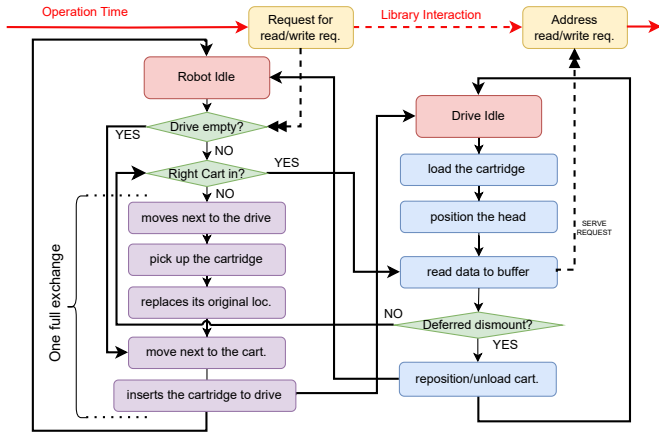 Operation Time
Request for
read/write req.
Library Interaction
Address
read/write req.
Robot Idle
Drive empty?
YES
NO
Right Cart in?
YES
NO
moves next to the drive
pick up the cartridge
replaces its original loc.
move next to the cart.
inserts the cartridge to drive
One full exchange
Drive Idle
load the cartridge
position the head
SERVE
REQUEST
read data to buffer
NO
Deferred dismount?
YES
reposition/unload cart.